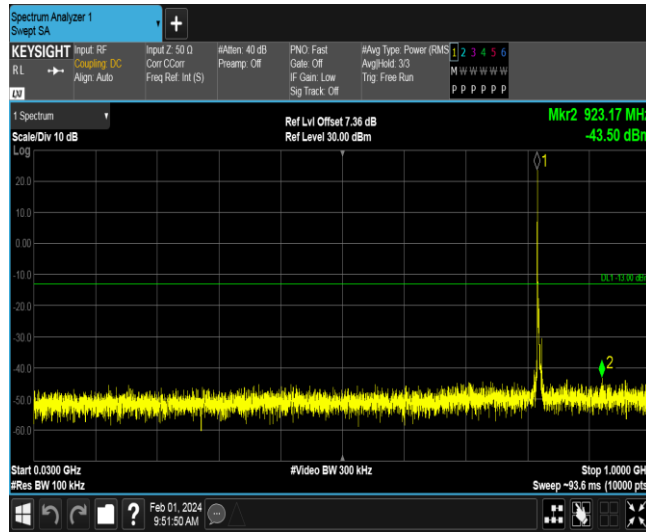 Spectrum Analyzer 1
Swept SA
KEYSIGHT
RL
LXI
Input: RF
Coupling: DC
Align: Auto
Input Z: 50 Ω
Corr CCorr
Freq Ref: Int (S)
#Atten: 40 dB
Preamp: Off
PNO: Fast
Gate: Off
IF Gain: Low
Sig Track: Off
#Avg Type: Power (RMS
Avg|Hold: 3/3
Trig: Free Run
1 2 3 4 5 6
M W W W W W
P P P P P P
1 Spectrum
Scale/Div 10 dB
Log
Ref Lvl Offset 7.36 dB
Ref Level 30.00 dBm
Mkr2 923.17 MHz
-43.50 dBm
1
20.0
10.0
0.00
-10.0
DL1 -13.00 dBm
-20.0
-30.0
-40.0
2
-50.0
-60.0
Start 0.0300 GHz
#Video BW 300 kHz
Stop 1.0000 GH
#Res BW 100 kHz
Sweep ~93.6 ms (10000 pts
?
Feb 01, 2024
9:51:50 AM